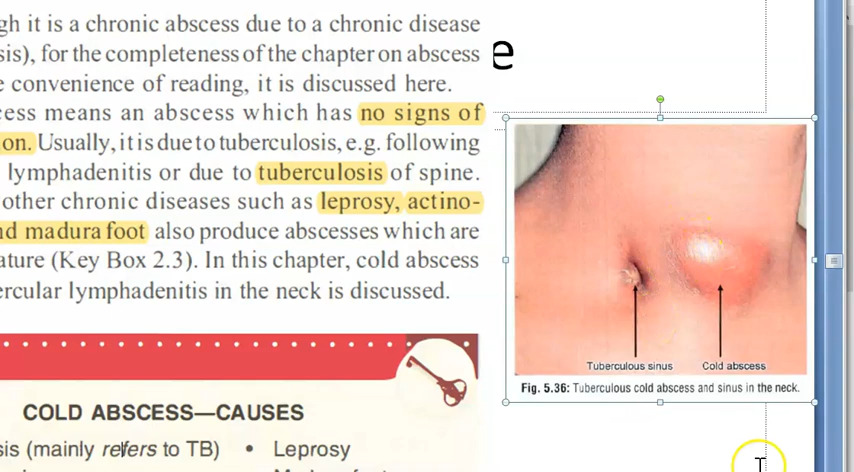 gh it is a chronic abscess due to a chronic disease
sis), for the completeness of the chapter on abscess
e convenience of reading, it is discussed here.
cess means an abscess which has no signs of
on. Usually, it is due to tuberculosis, e.g. following
lymphadenitis or due to tuberculosis of spine.
other chronic diseases such as leprosy, actino-
nd madura foot also produce abscesses which are
ature (Key Box 2.3). In this chapter, cold abscess
ercular lymphadenitis in the neck is discussed.
COLD ABSCESS—CAUSES
sis (mainly refers to TB) • Leprosy
e
Tuberculous sinus Cold abscess
Fig. 5.36: Tuberculous cold abscess and sinus in the neck.